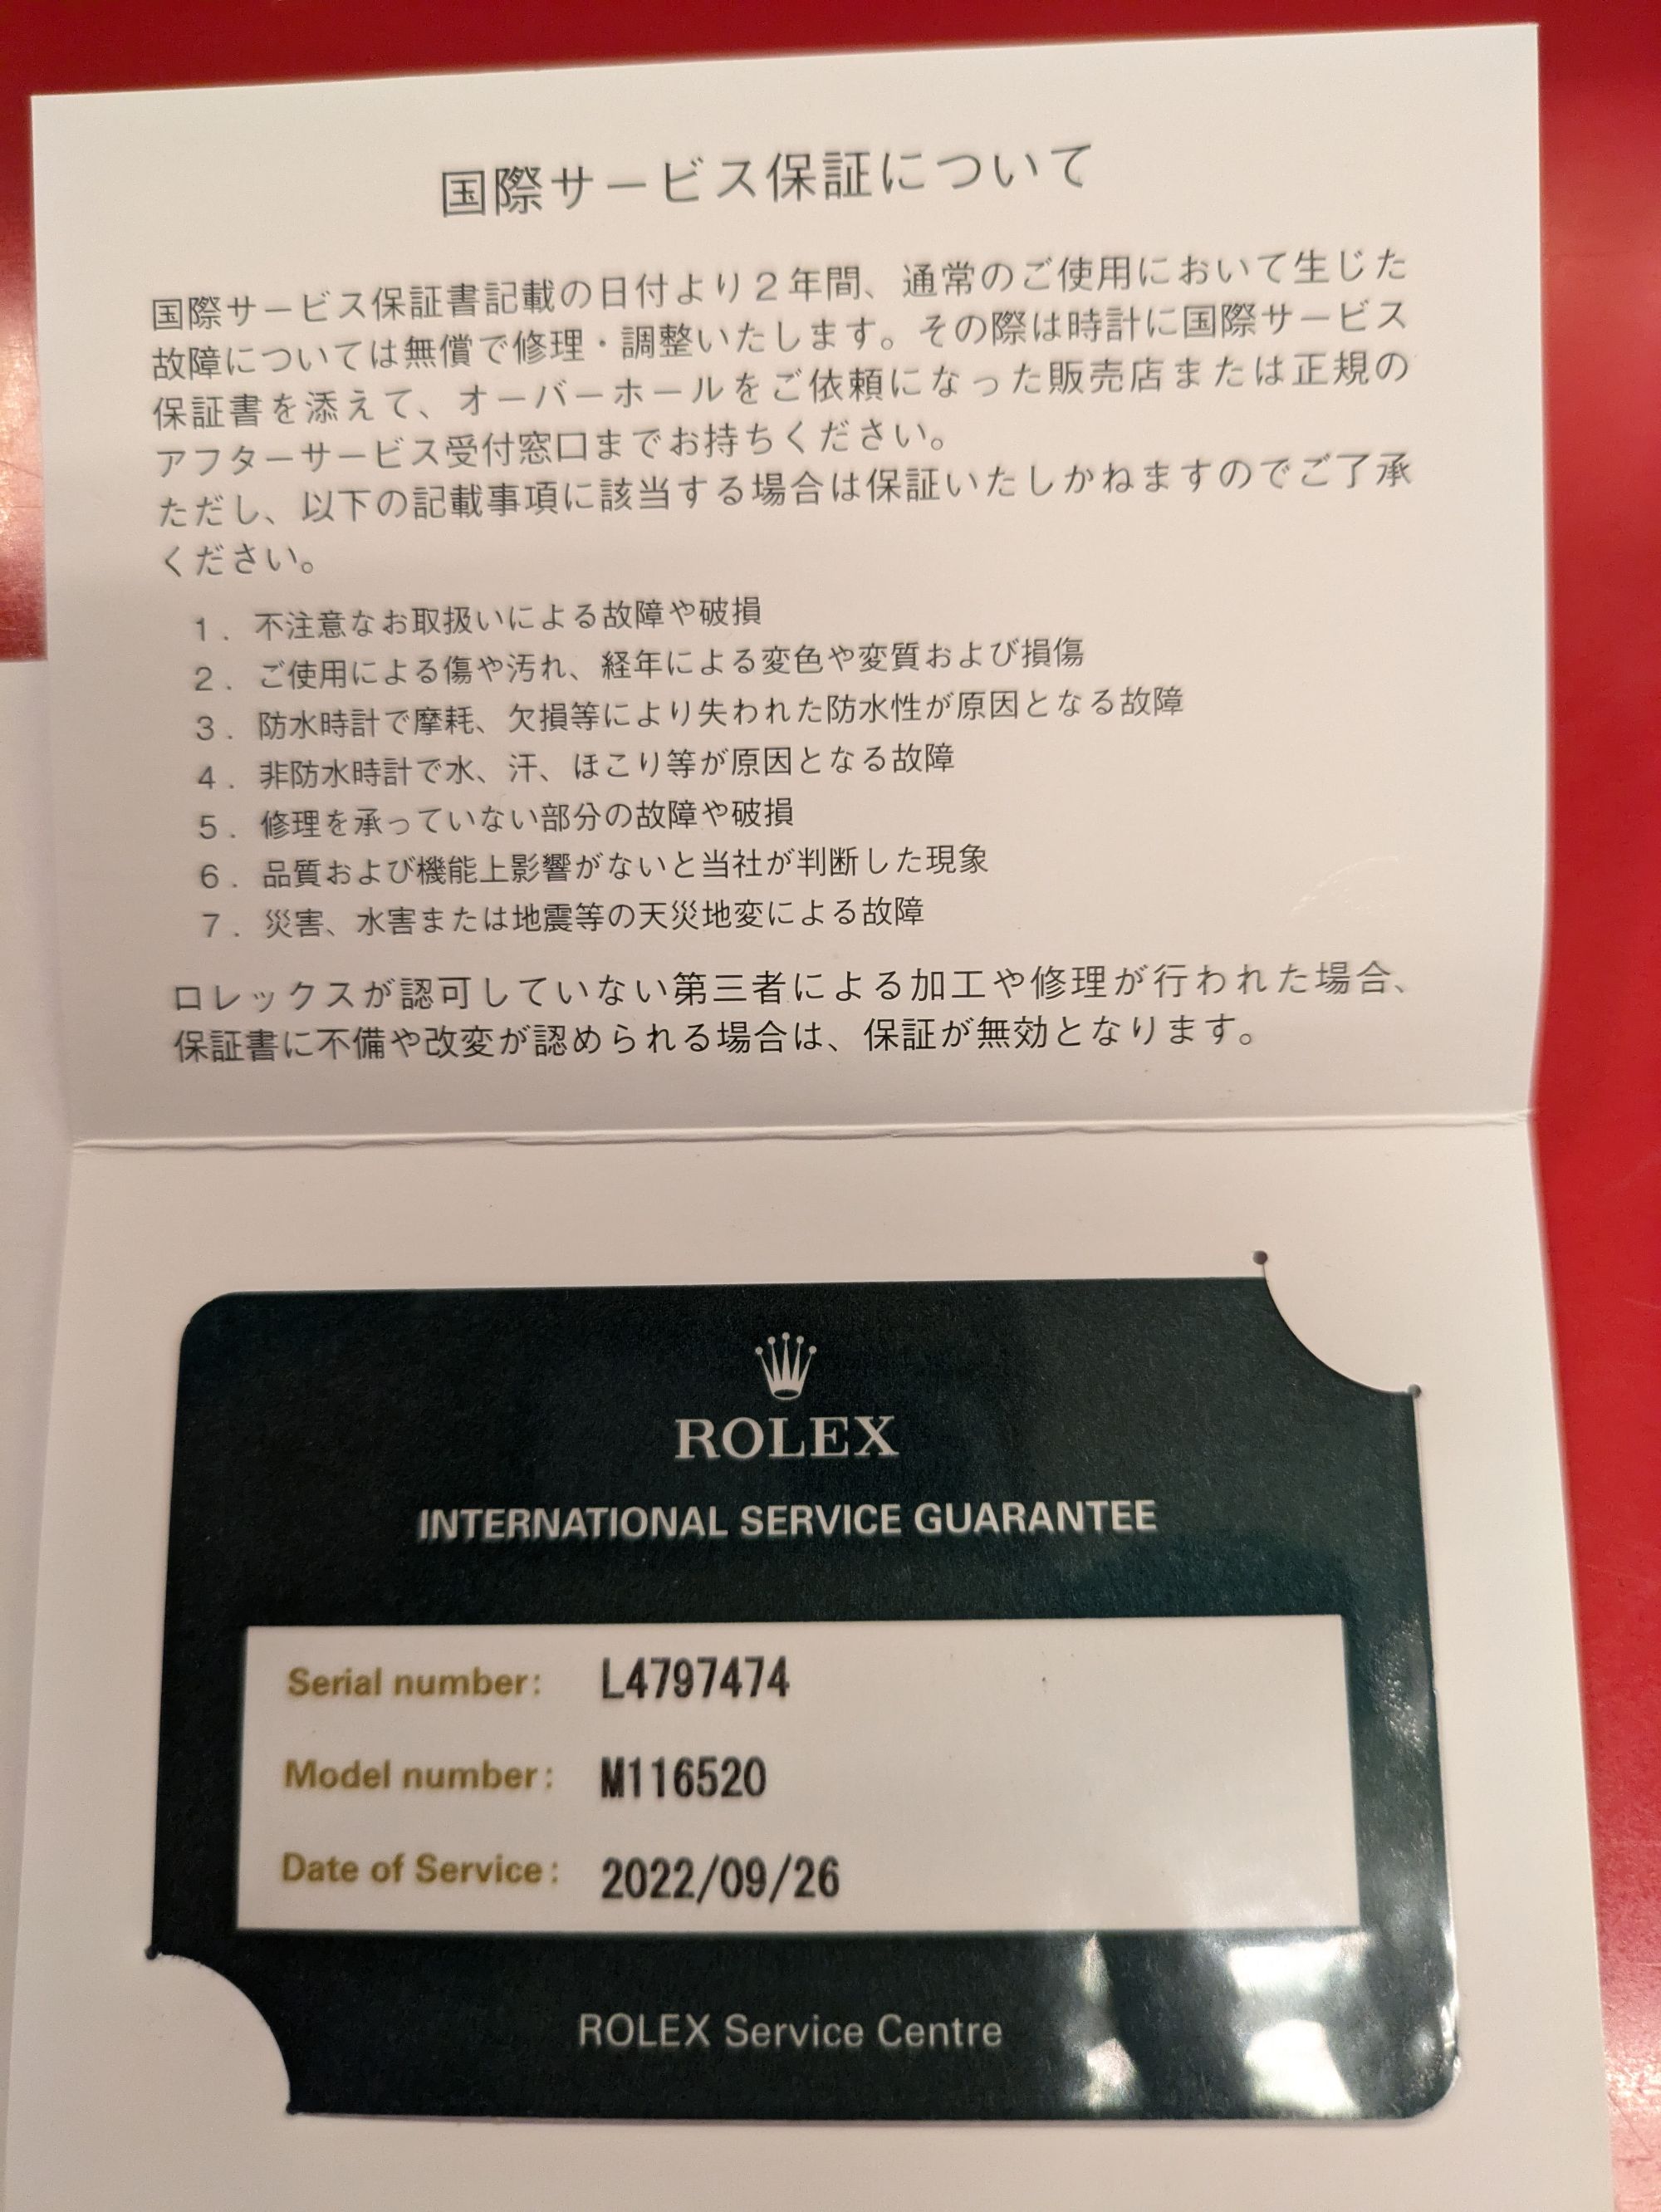 国際サービス保証について
国際サービス保証書記載の日付より2年間、通常のご使用において生じた
故障については無償で修理・調整いたします。その際は時計に国際サービス
保証書を添えて、オーバーホールをご依頼になった販売店または正規の
アフターサービス受付窓口までお持ちください。
ただし、以下の記載事項に該当する場合は保証いたしかねますのでご了承
ください。
1．不注意なお取扱いによる故障や破損
2．ご使用による傷や汚れ、経年による変色や変質および損傷
3．防水時計で摩耗、欠損等により失われた防水性が原因となる故障
4．非防水時計で水、汗、ほこり等が原因となる故障
5．修理を承っていない部分の故障や破損
6．品質および機能上影響がないと当社が判断した現象
7．災害、水害または地震等の天災地変による故障
ロレックスが認可していない第三者による加工や修理が行われた場合、
保証書に不備や改変が認められる場合は、保証が無効となります。
ROLEX
INTERNATIONAL SERVICE GUARANTEE
Serial number: L4797474
Model number: M116520
Date of Service: 2022/09/26
ROLEX Service Centre